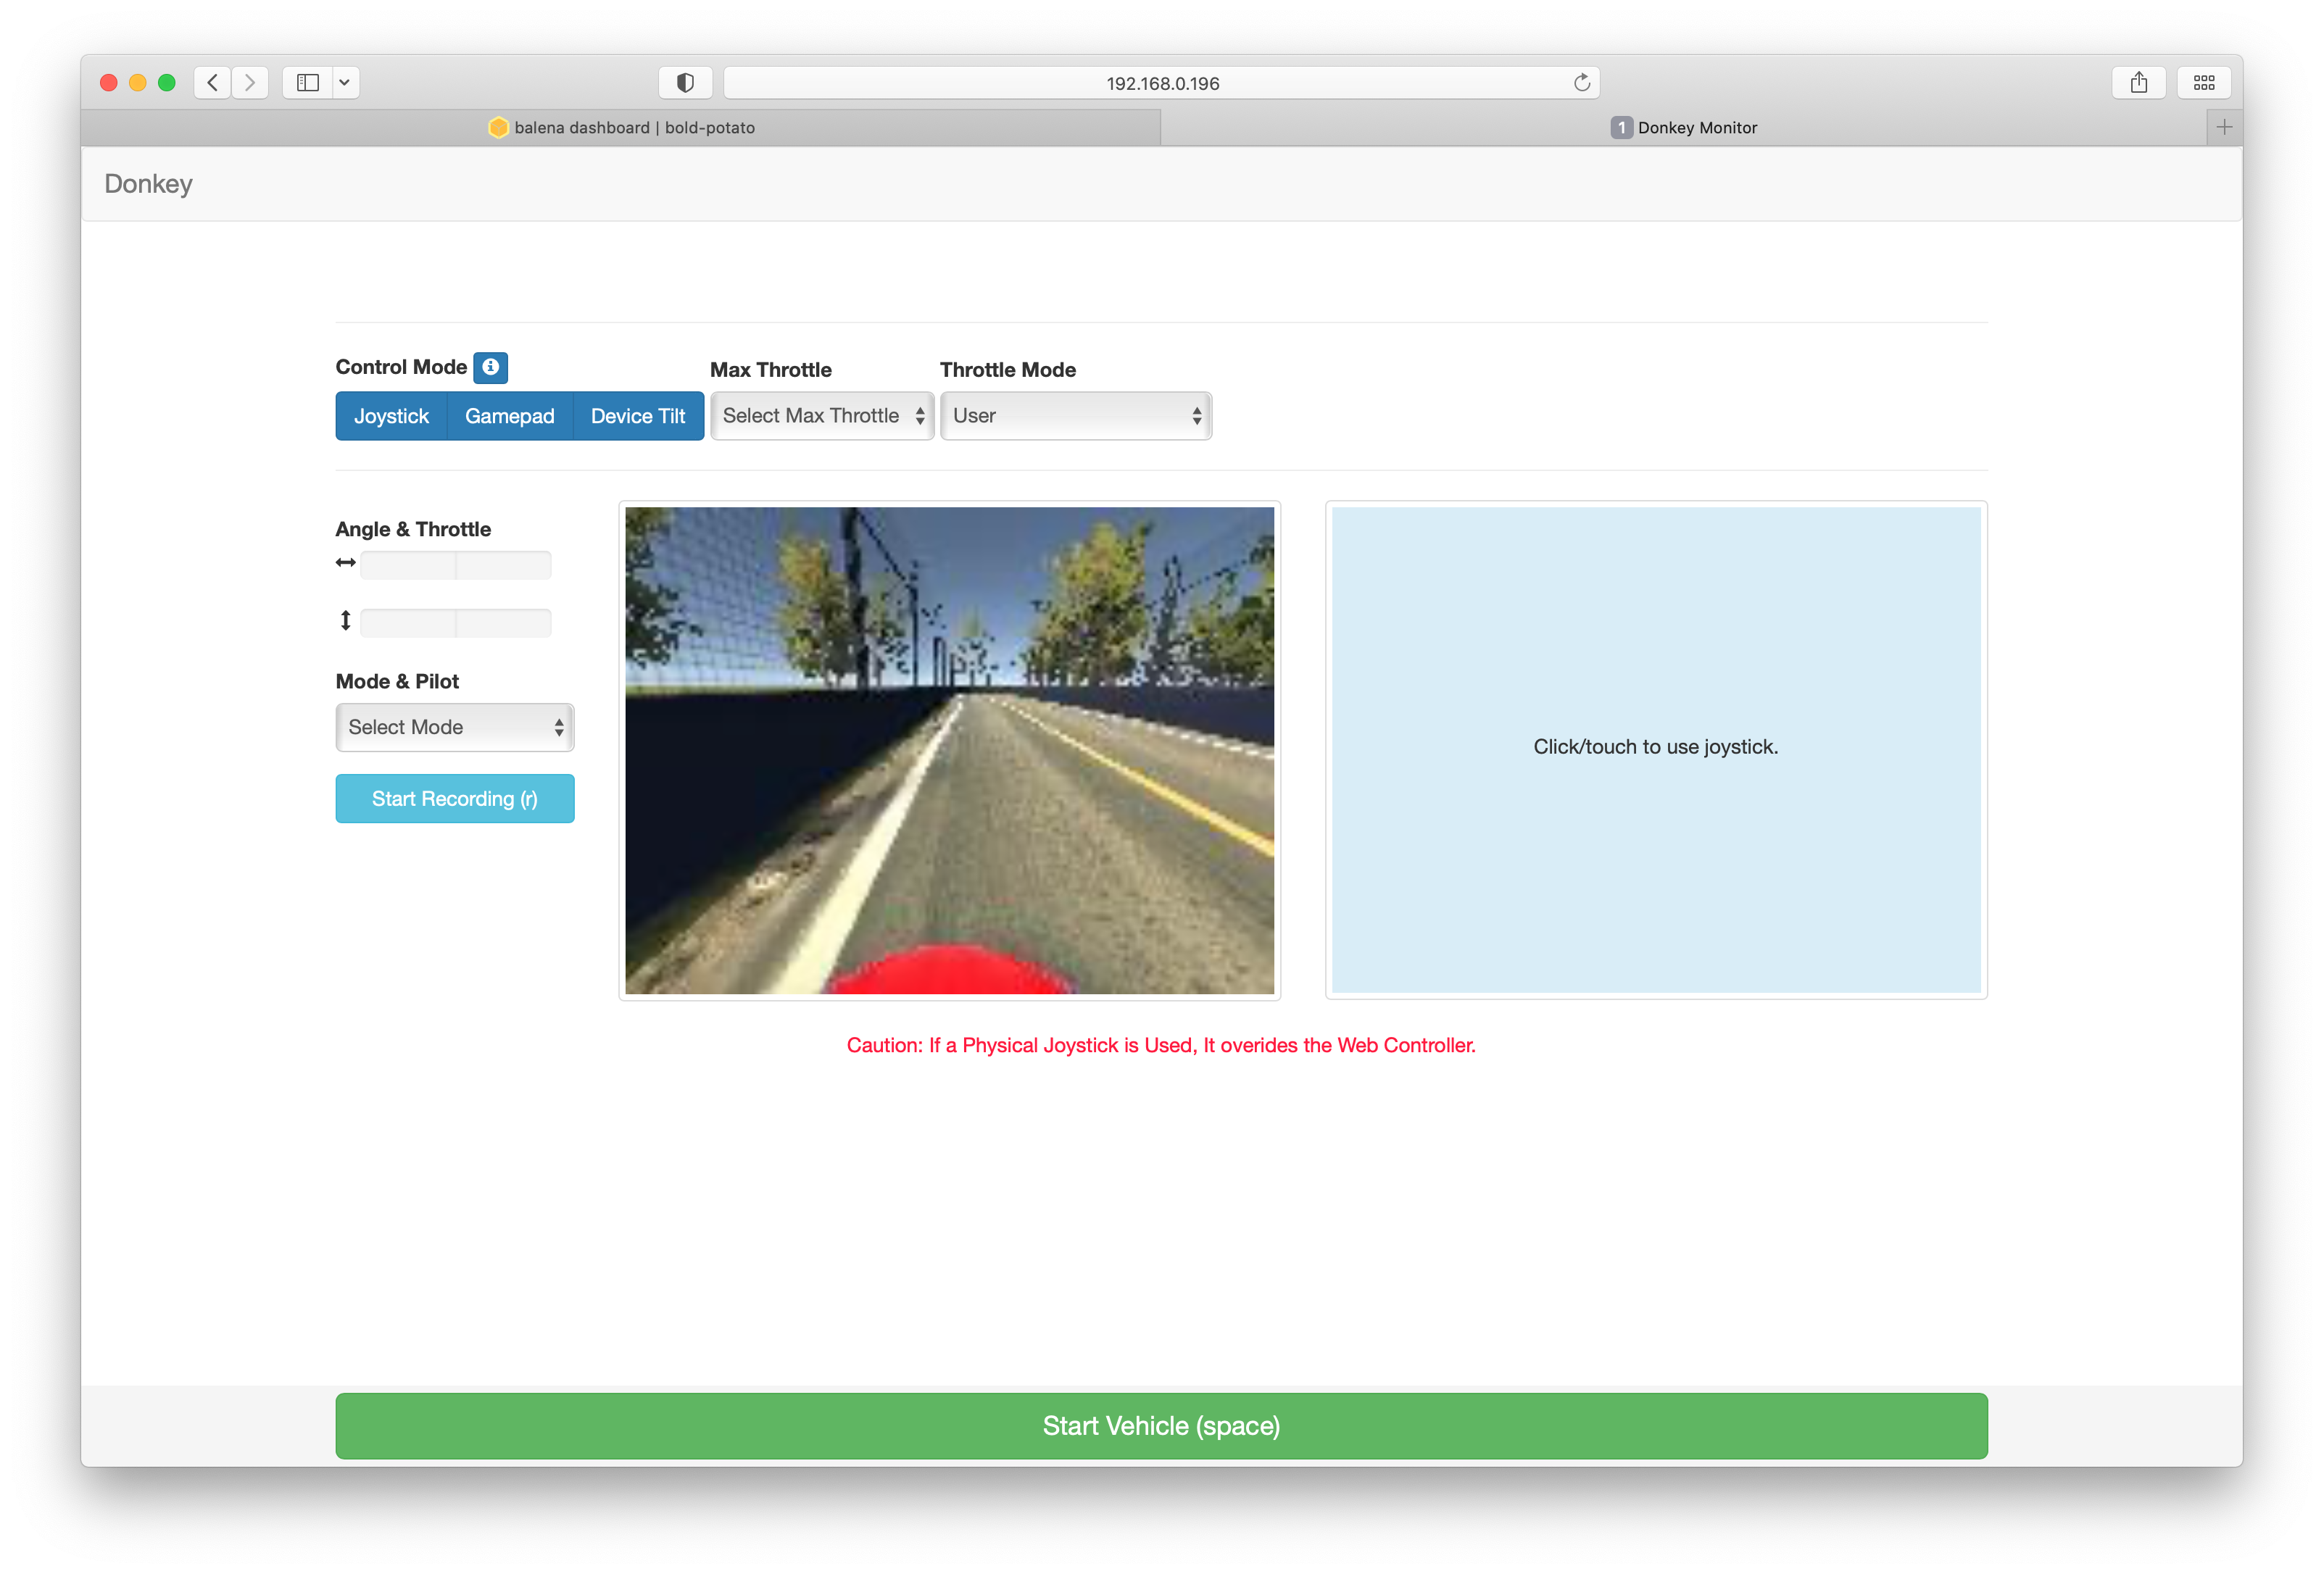 192.168.0.196
balena dashboard | bold-potato
1 Donkey Monitor
Donkey
Control Mode
Max Throttle
Throttle Mode
Joystick Gamepad Device Tilt
Select Max Throttle
User
Angle & Throttle
Mode & Pilot
Select Mode
Start Recording (r)
Click/touch to use joystick.
Caution: If a Physical Joystick is Used, It overides the Web Controller.
Start Vehicle (space)